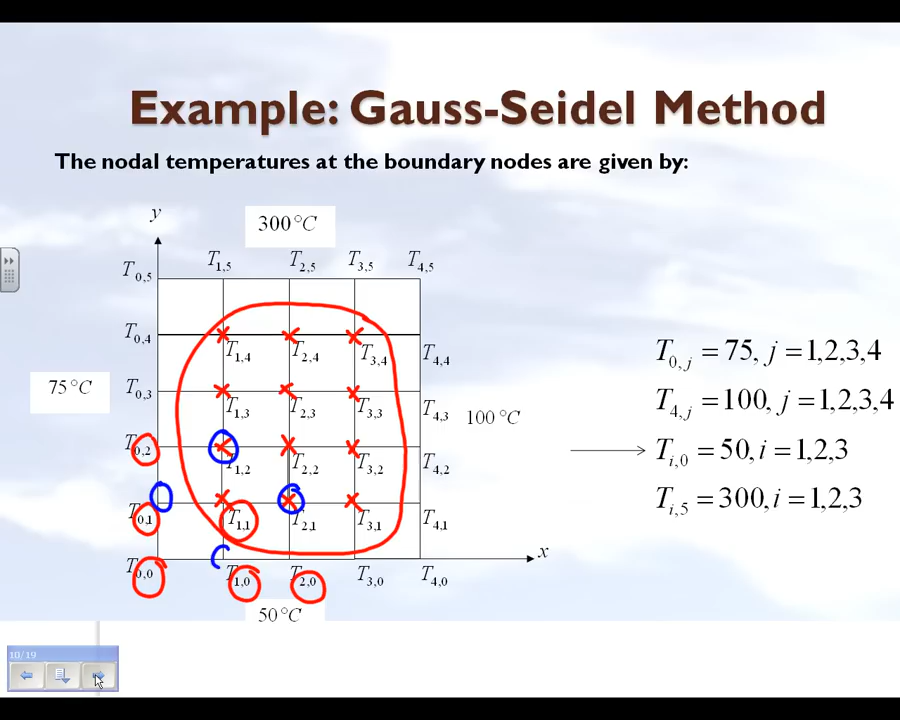 Example: Gauss-Seidel Method
The nodal temperatures at the boundary nodes are given by:
y
300°C
T0,5 T1,5 T2,5 T3,5 T4,5
T0,4 T1,4 T2,4 T3,4 T4,4
75°C
T0,3 T1,3 T2,3 T3,3 T4,3 100°C
T0,2 T1,2 T2,2 T3,2 T4,2
T0,1 T1,1 T2,1 T3,1 T4,1
x
T0,0 T1,0 T2,0 T3,0 T4,0
50°C
T0,j = 75, j = 1,2,3,4
T4,j = 100, j = 1,2,3,4
Ti,0 = 50, i = 1,2,3
Ti,5 = 300, i = 1,2,3
10/19